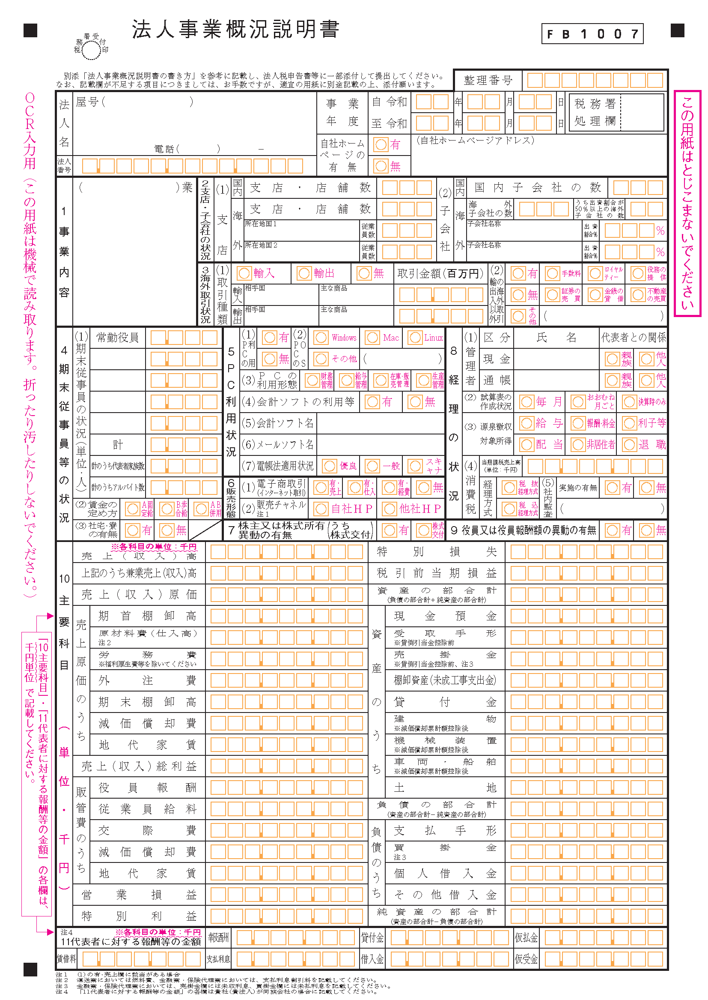 法人事業概況説明書
FB1007
税務署受付印
別添「法人事業概況説明書の書き方」を参考に記載し、法人税申告書等に一部添付して提出してください。
なお、記載欄が不足する項目につきましては、お手数ですが、適宜の用紙に別途記載の上、添付願います。
整理番号
OCR入力用（この用紙は機械で読み取ります。折ったり汚したりしないでください。）
この用紙はとじこまないでください
法人名
屋号(　　)
電話(　　)　－
法人番号
事業年度
自 令和 年 月 日
至 令和 年 月 日
税務署処理欄
自社ホームページの有無
有
無
(自社ホームページアドレス)
1 事業内容
(　　)業
2 支店・子会社の状況
(1) 支店
国内 支店・店舗数
海外 支店・店舗数
所在地国1 従業員数
所在地国2 従業員数
(2) 子会社
国内 国内子会社の数
海外 海外子会社の数
うち出資割合が50%以上の海外子会社の数
子会社名称 出資割合% %
子会社名称 出資割合% %
3 海外取引状況
(1) 取引種類
輸入 輸出 無 取引金額(百万円)
輸入 相手国 主な商品
輸出 相手国 主な商品
(2) 輸出入以外の海外取引
有 手数料 ロイヤルティー 役務の提供
無 証券の売買 金銭の貸借 不動産の売買
その他 (　　)
4 期末従事員等の状況
(1) 期末従事員の状況(単位・人)
常勤役員
計
計のうち代表者家族数
計のうちアルバイト数
(2) 賃金の定め方 A固定給 B歩合給 AB併用
(3) 社宅・寮の有無 有 無
5 PC利用状況
(1) PCの利用 有 無
(2) PCのOS Windows Mac Linux
その他 (　　)
(3) PCの利用形態 財務管理 給与管理 在庫・販売管理 生産管理
(4) 会計ソフトの利用等 有 無
(5) 会計ソフト名
(6) メールソフト名
(7) 電帳法適用状況 優良 一般 スキャナ
6 販売形態
(1) 電子商取引(インターネット取引) 有・売上 有・仕入 有・経費 無
(2) 販売チャネル 注1 自社HP 他社HP
7 株主又は株式所有異動の有無(うち株式交付) 有 株式交付
8 経理の状況
(1) 管理者 区分 氏名 代表者との関係
現金 親族 他人
通帳 親族 他人
(2) 試算表の作成状況 毎月 おおむね 月ごと 決算時のみ
(3) 源泉徴収対象所得 給与 報酬・料金 利子等
配当 非居住者 退職
(4) 消費税
当期課税売上高(単位：千円)
経理方式 税抜経理方式 税込経理方式
(5) 社内監査 実施の有無 有 無
(　　)
9 役員又は役員報酬額の異動の有無 有 無
10 主要科目（単位・千円）
※各科目の単位：千円
売上(収入)高
上記のうち兼業売上(収入)高
売上(収入)原価
売上原価のうち
期首棚卸高
原材料費(仕入高)
注2
労務費
※福利厚生費等を除いてください
外注費
期末棚卸高
減価償却費
地代家賃
売上(収入)総利益
販管費のうち
役員報酬
従業員給料
交際費
減価償却費
地代家賃
営業損益
特別利益
特別損失
税引前当期損益
資産の部合計
(負債の部合計＋純資産の部合計)
資産のうち
現金預金
受取手形
※貸倒引当金控除前
売掛金
※貸倒引当金控除前、注3
棚卸資産(未成工事支出金)
貸付金
建物
※減価償却累計額控除後
機械装置
※減価償却累計額控除後
車両・船舶
※減価償却累計額控除後
土地
負債の部合計
(資産の部合計－純資産の部合計)
負債のうち
支払手形
買掛金
注3
個人借入金
その他借入金
純資産の部合計
(資産の部合計－負債の部合計)
「10主要科目」・「11代表者に対する報酬等の金額」の各欄は、
千円単位で記載してください。
注4
※各科目の単位：千円
11代表者に対する報酬等の金額
報酬 貸付金 仮払金
賃借料 支払利息 借入金 仮受金
注1 (1)の有・売上欄に該当がある場合
注2 運送業においては燃料費、金融業・保険代理業においては、支払利息割引料を記載してください。
注3 金融業・保険代理業においては、売掛金欄には未収利息、買掛金欄には未払利息を記載してください。
注4 「11代表者に対する報酬等の金額」の各欄は貴社(貴法人)が同族会社の場合に記載してください。